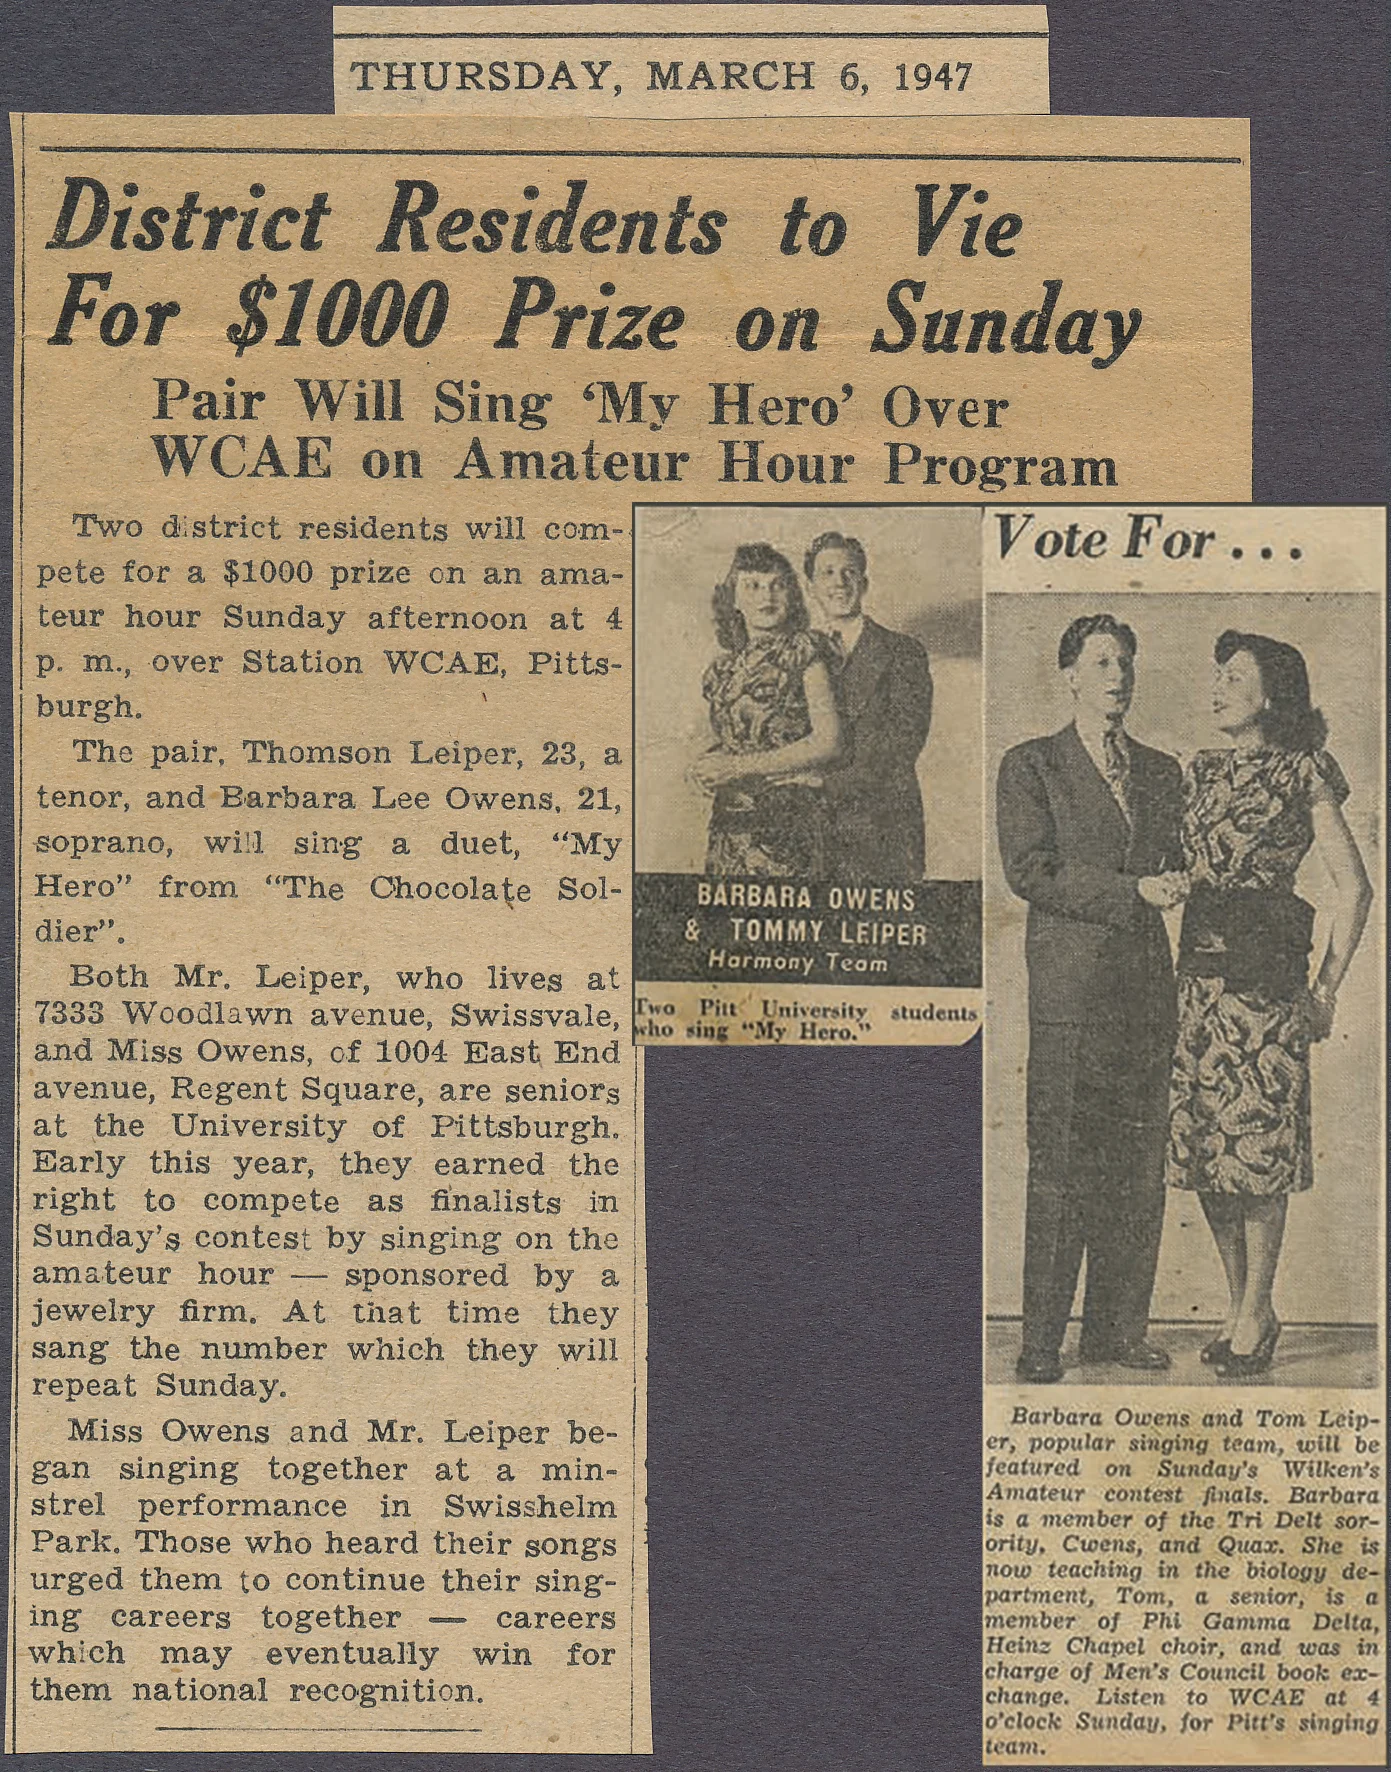 THURSDAY, MARCH 6, 1947
District Residents to Vie
For $1000 Prize on Sunday
Pair Will Sing ‘My Hero’ Over
WCAE on Amateur Hour Program
Two district residents will com-
pete for a $1000 prize on an ama-
teur hour Sunday afternoon at 4
p. m., over Station WCAE, Pitts-
burgh.
The pair, Thomson Leiper, 23, a
tenor, and Barbara Lee Owens, 21,
soprano, will sing a duet, “My
Hero” from “The Chocolate Sol-
dier”.
Both Mr. Leiper, who lives at
7333 Woodlawn avenue, Swissvale,
and Miss Owens, of 1004 East End
avenue, Regent Square, are seniors
at the University of Pittsburgh.
Early this year, they earned the
right to compete as finalists in
Sunday’s contest by singing on the
amateur hour — sponsored by a
jewelry firm. At that time they
sang the number which they will
repeat Sunday.
Miss Owens and Mr. Leiper be-
gan singing together at a min-
strel performance in Swisshelm
Park. Those who heard their songs
urged them to continue their sing-
ing careers together — careers
which may eventually win for
them national recognition.
BARBARA OWENS
& TOMMY LEIPER
Harmony Team
Two Pitt University students
who sing “My Hero.”
Vote For...
Barbara Owens and Tom Leip-
er, popular singing team, will be
featured on Sunday’s Wilken’s
Amateur contest finals. Barbara
is a member of the Tri Delt sor-
ority, Cwens, and Quax. She is
now teaching in the biology de-
partment, Tom, a senior, is a
member of Phi Gamma Delta,
Heinz Chapel choir, and was in
charge of Men’s Council book ex-
change. Listen to WCAE at 4
o’clock Sunday, for Pitt’s singing
team.